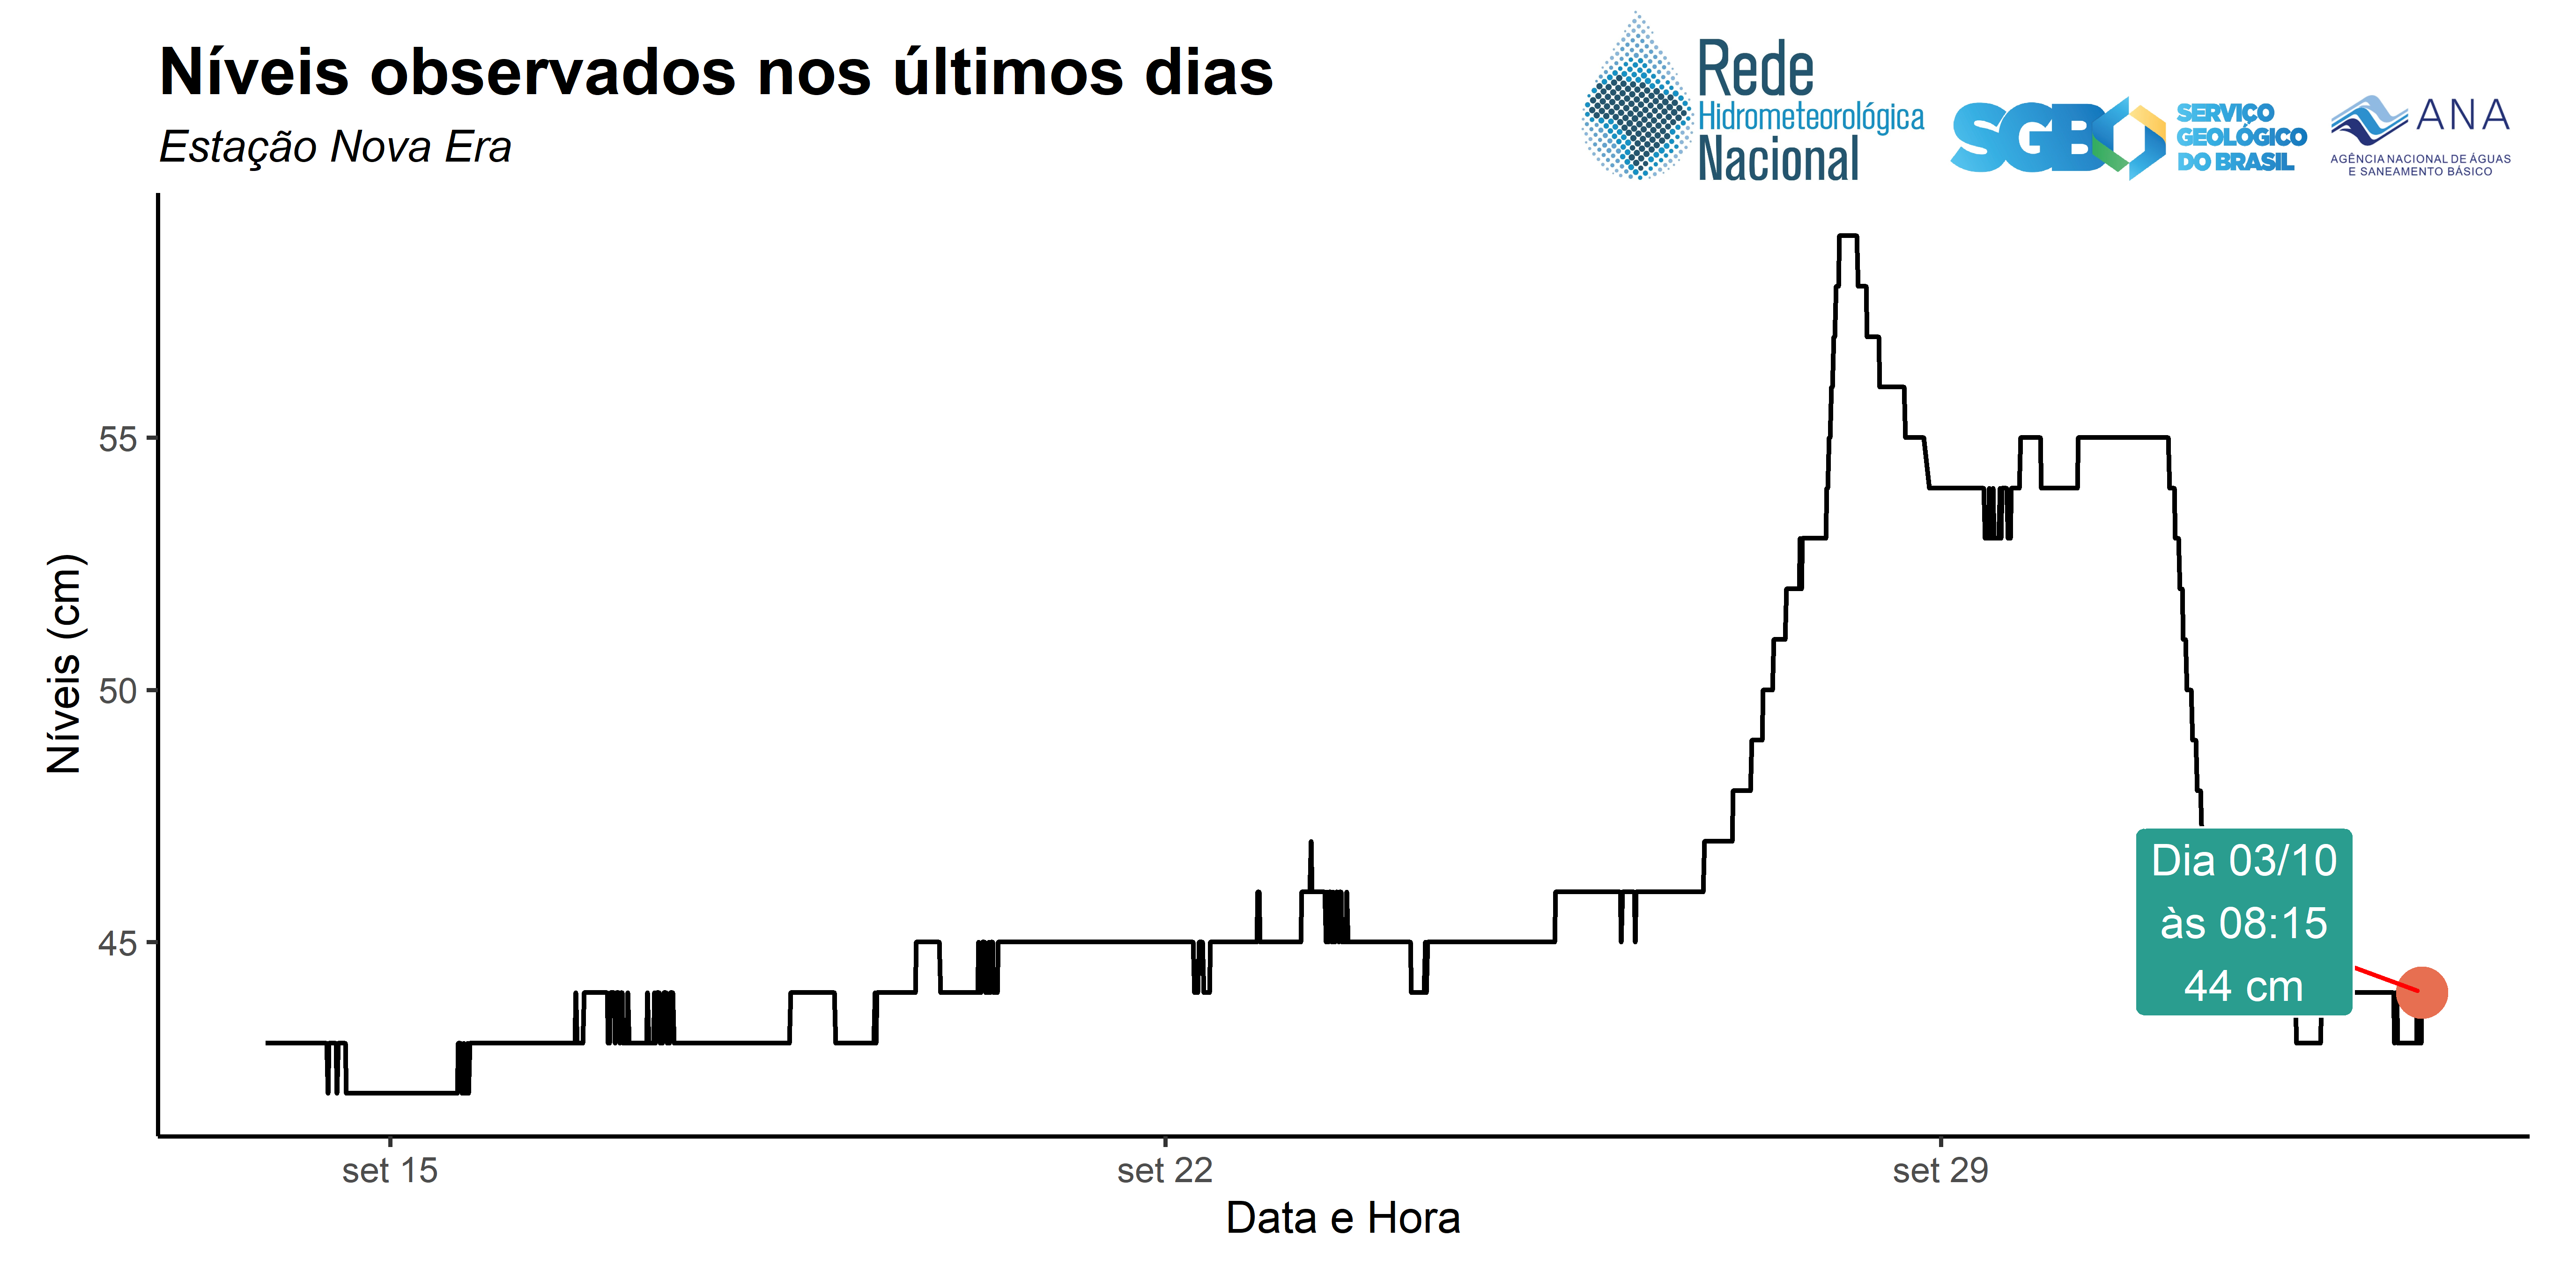 Níveis observados nos últimos dias
Estação Nova Era
Rede
Hidrometeorológica
Nacional
SGB
SERVIÇO
GEOLÓGICO
DO BRASIL
ANA
AGÊNCIA NACIONAL DE ÁGUAS
E SANEAMENTO BÁSICO
Níveis (cm)
55
50
45
Dia 03/10
às 08:15
44 cm
set 15
set 22
set 29
Data e Hora